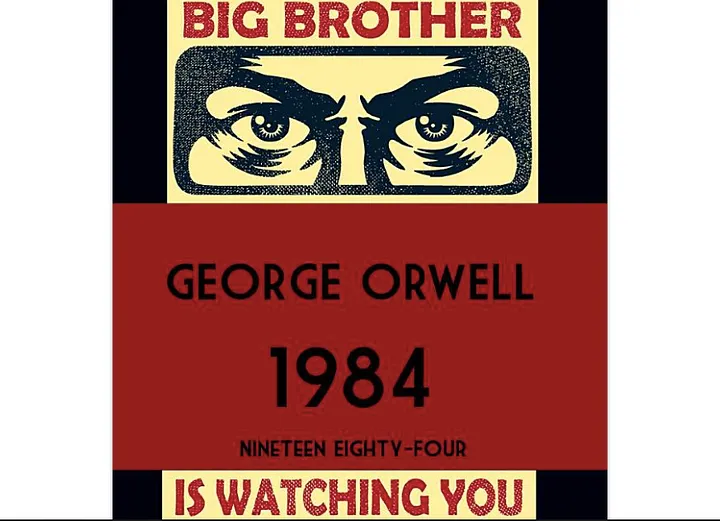 BIG BROTHER
GEORGE ORWELL
1984
NINETEEN EIGHTY-FOUR
IS WATCHING YOU